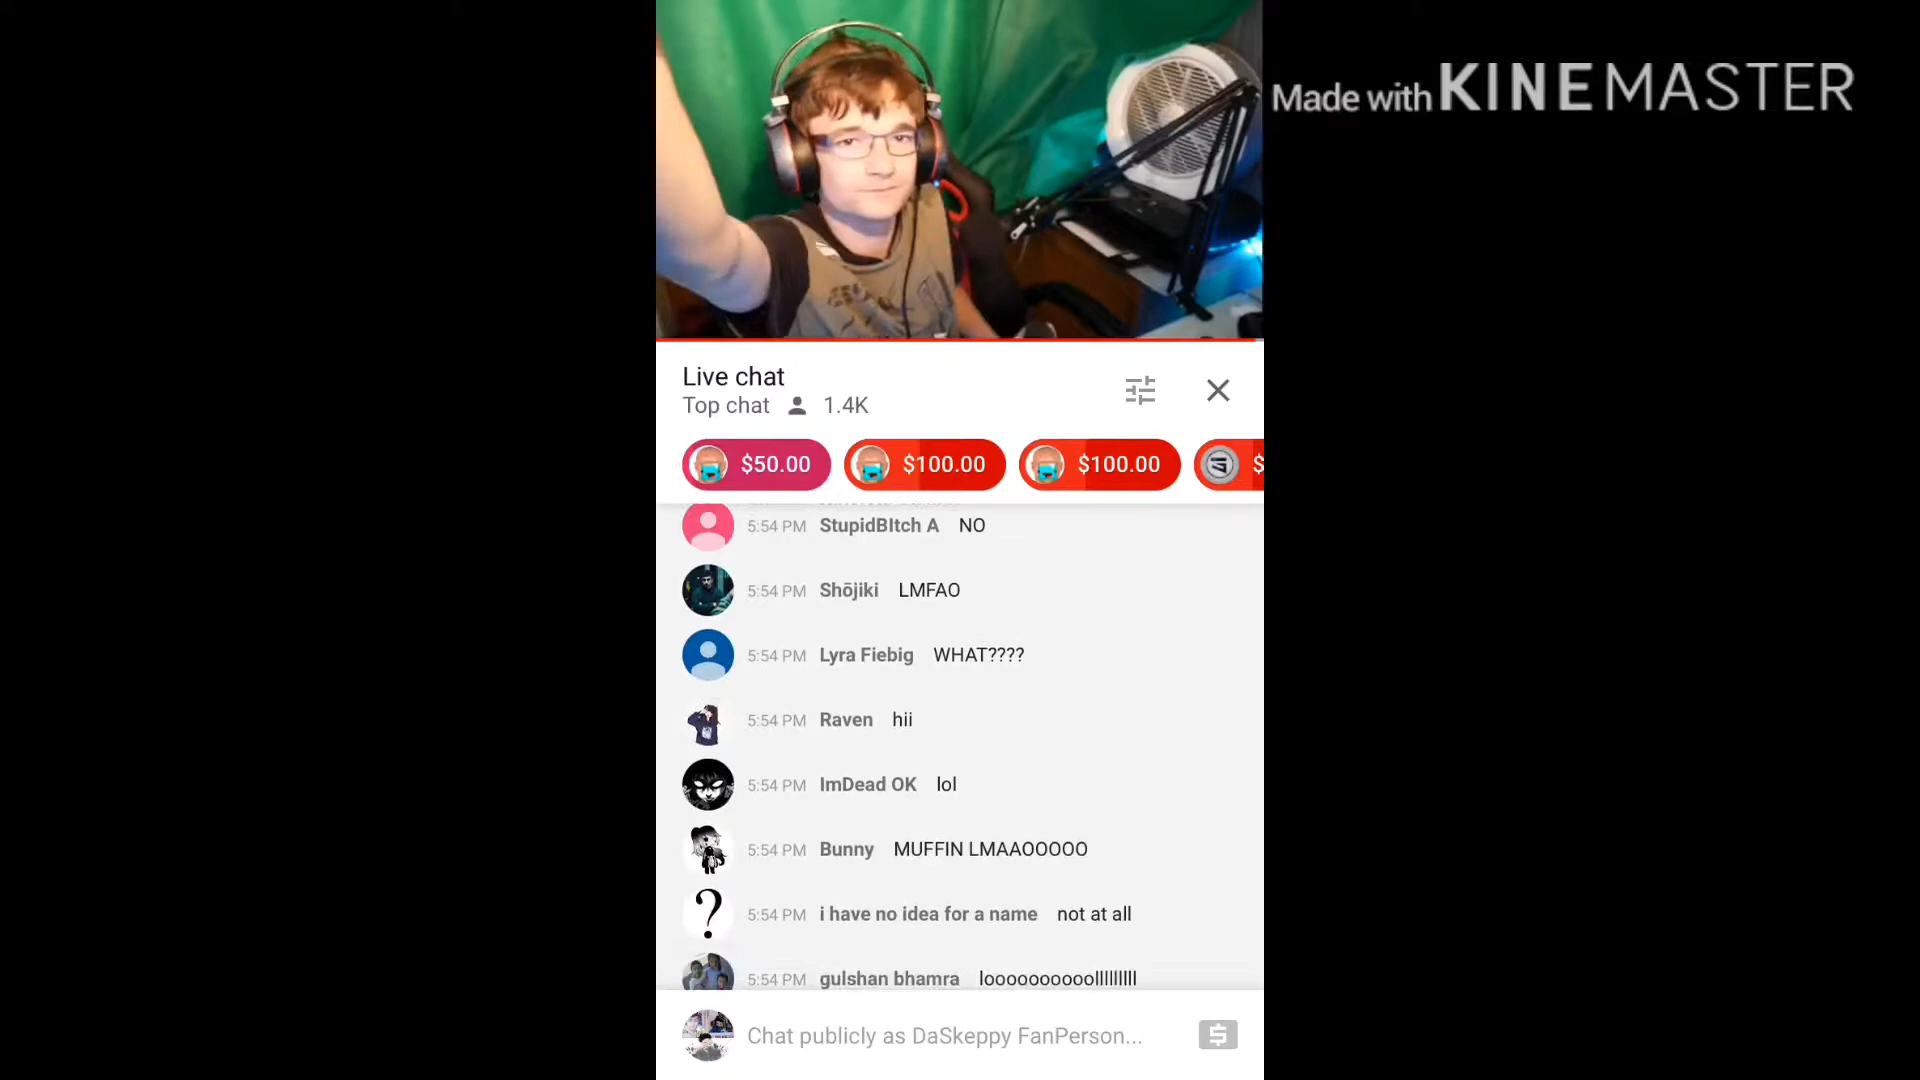 Made with KINEMASTER
Live chat
Top chat 1.4K
$50.00 $100.00 $100.00 $
5:54 PM StupidBItch A NO
5:54 PM Shōjiki LMFAO
5:54 PM Lyra Fiebig WHAT????
5:54 PM Raven hii
5:54 PM ImDead OK lol
5:54 PM Bunny MUFFIN LMAAOOOOO
? 5:54 PM i have no idea for a name not at all
5:54 PM gulshan bhamra loooooooooolllllllll
Chat publicly as DaSkeppy FanPerson... $